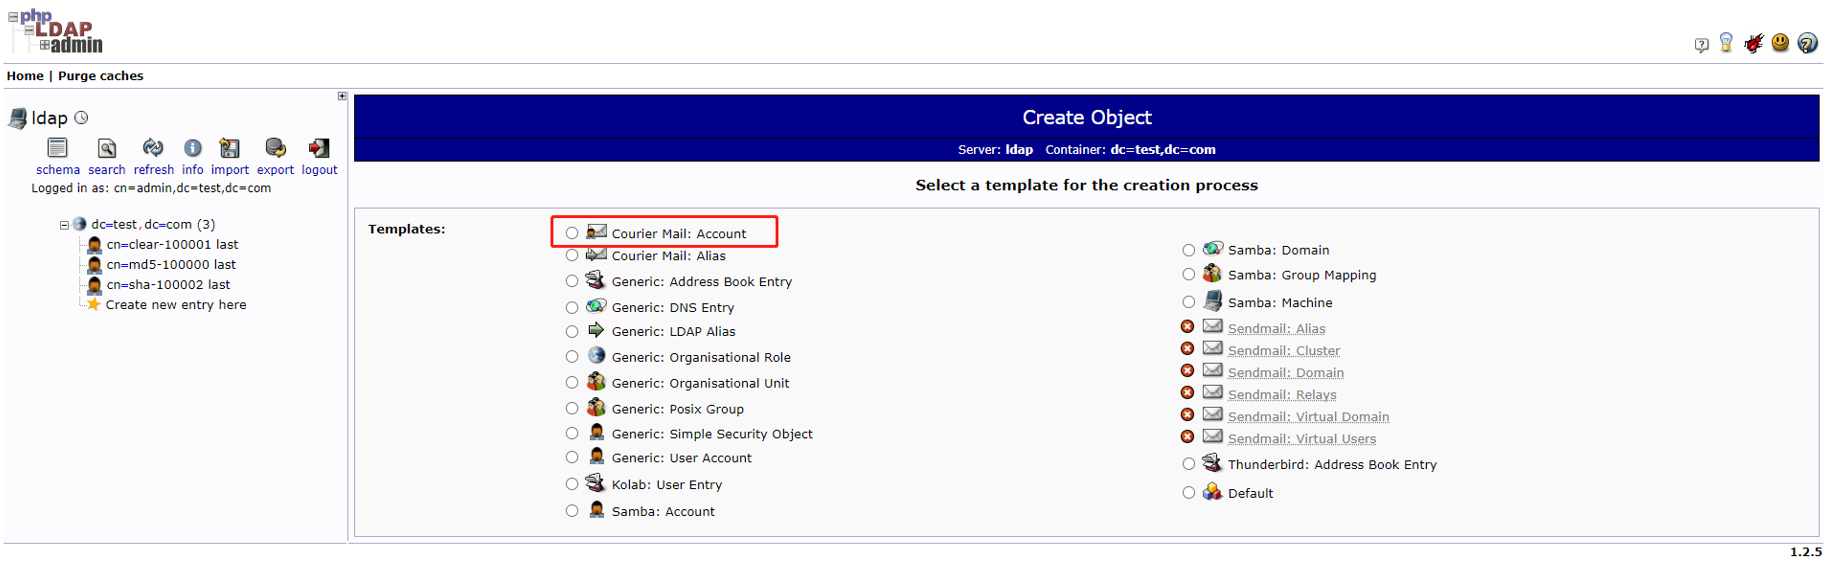 php
LDAP
admin
Home | Purge caches
ldap
schema search refresh info import export logout
Logged in as: cn=admin,dc=test,dc=com
dc=test,dc=com (3)
cn=clear-100001 last
cn=md5-100000 last
cn=sha-100002 last
Create new entry here
Create Object
Server: ldap Container: dc=test,dc=com
Select a template for the creation process
Templates:
Courier Mail: Account
Courier Mail: Alias
Generic: Address Book Entry
Generic: DNS Entry
Generic: LDAP Alias
Generic: Organisational Role
Generic: Organisational Unit
Generic: Posix Group
Generic: Simple Security Object
Generic: User Account
Kolab: User Entry
Samba: Account
Samba: Domain
Samba: Group Mapping
Samba: Machine
Sendmail: Alias
Sendmail: Cluster
Sendmail: Domain
Sendmail: Relays
Sendmail: Virtual Domain
Sendmail: Virtual Users
Thunderbird: Address Book Entry
Default
1.2.5